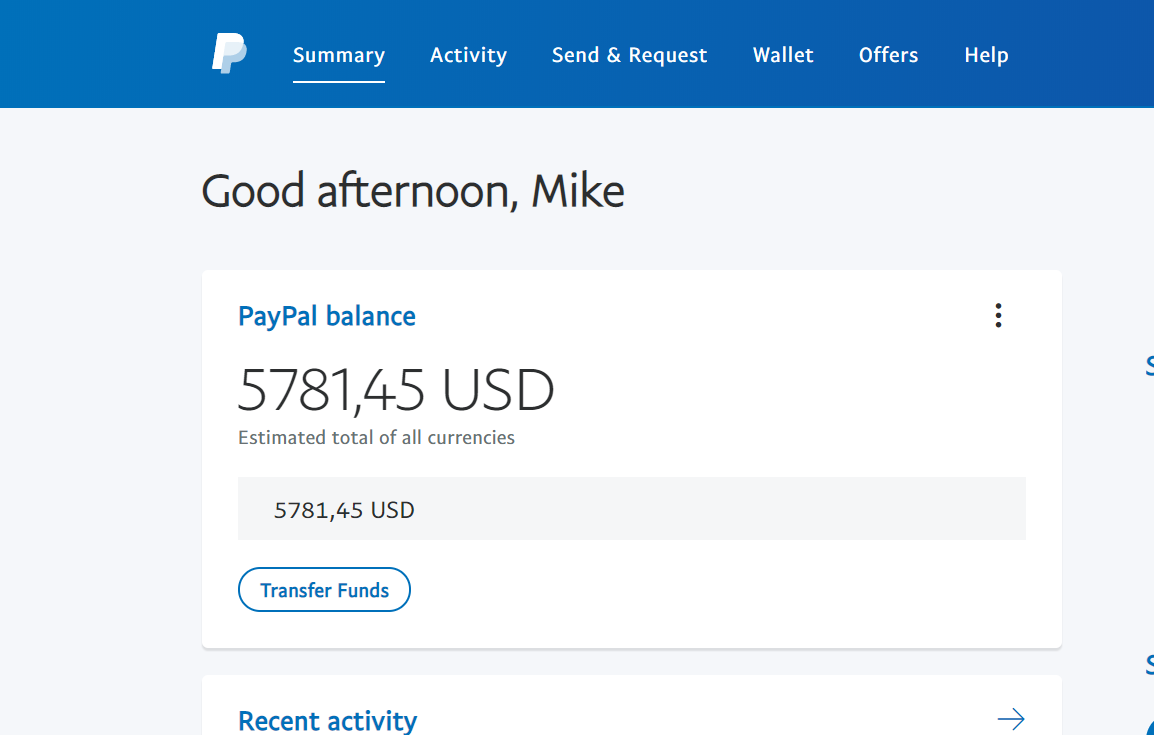 Summary Activity Send & Request Wallet Offers Help
Good afternoon, Mike
PayPal balance
5781,45 USD
Estimated total of all currencies
5781,45 USD
Transfer Funds
Recent activity